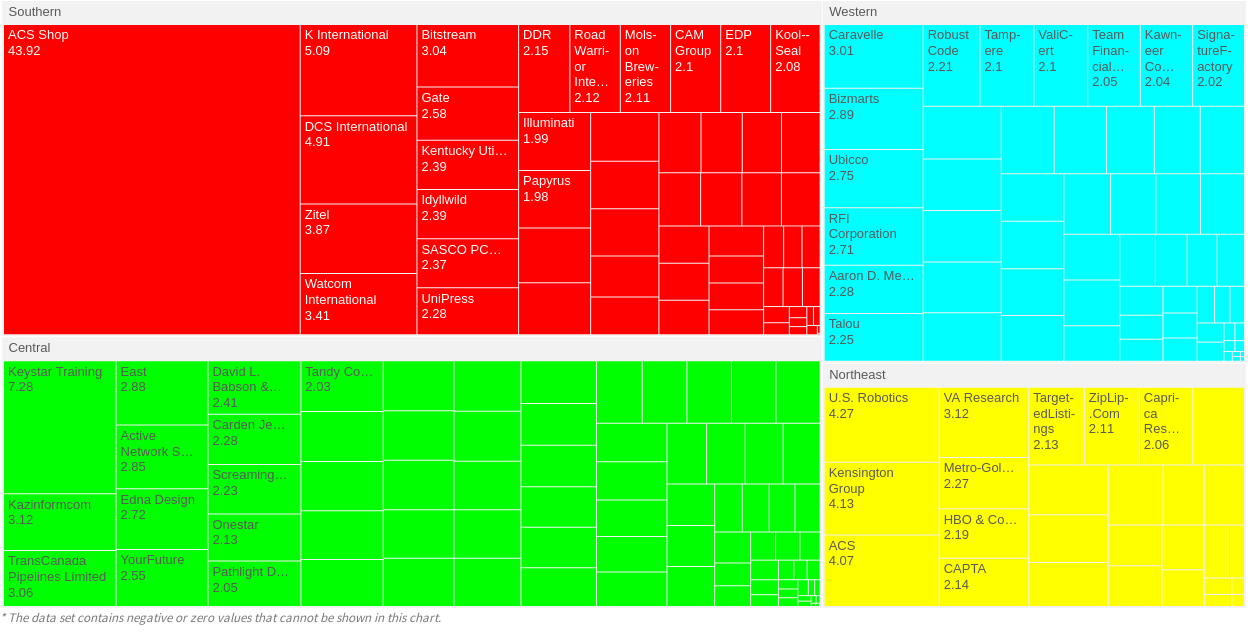 Southern
ACS Shop
43.92
K International
5.09
DCS International
4.91
Zitel
3.87
Watcom
International
3.41
Bitstream
3.04
Gate
2.58
Kentucky Uti…
2.39
Idyllwild
2.39
SASCO PC…
2.37
UniPress
2.28
DDR
2.15
Road
Warri-
or
Inte…
2.12
Mols-
on
Brew-
eries
2.11
CAM
Group
2.1
EDP
2.1
Kool--
Seal
2.08
Illuminati
1.99
Papyrus
1.98
Western
Caravelle
3.01
Bizmarts
2.89
Ubicco
2.75
RFI
Corporation
2.71
Aaron D. Me…
2.28
Talou
2.25
Robust
Code
2.21
Tamp-
ere
2.1
ValiC-
ert
2.1
Team
Finan-
cial…
2.05
Kawn-
eer
Co…
2.04
Signa-
tureF-
actory
2.02
Central
Keystar Training
7.28
Kazinformcom
3.12
TransCanada
Pipelines Limited
3.06
East
2.88
Active
Network S…
2.85
Edna Design
2.72
YourFuture
2.55
David L.
Babson &…
2.41
Carden Je…
2.28
Screaming…
2.23
Onestar
2.13
Pathlight D…
2.05
Tandy Co…
2.03
Northeast
U.S. Robotics
4.27
Kensington
Group
4.13
ACS
4.07
VA Research
3.12
Metro-Gol…
2.27
HBO & Co…
2.19
CAPTA
2.14
Target-
edListi-
ngs
2.13
ZipLip-
.Com
2.11
Capri-
ca
Res…
2.06
* The data set contains negative or zero values that cannot be shown in this chart.